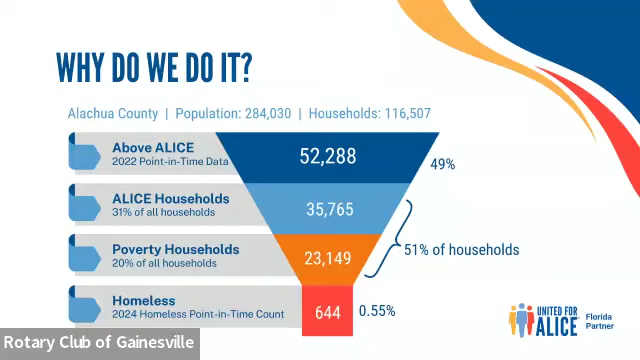 WHY DO WE DO IT?
Alachua County | Population: 284,030 | Households: 116,507
Above ALICE
2022 Point-in-Time Data
52,288
49%
ALICE Households
31% of all households
35,765
51% of households
Poverty Households
20% of all households
23,149
Homeless
2024 Homeless Point-in-Time Count
644
0.55%
UNITED FOR
ALICE
Florida
Partner
Rotary Club of Gainesville